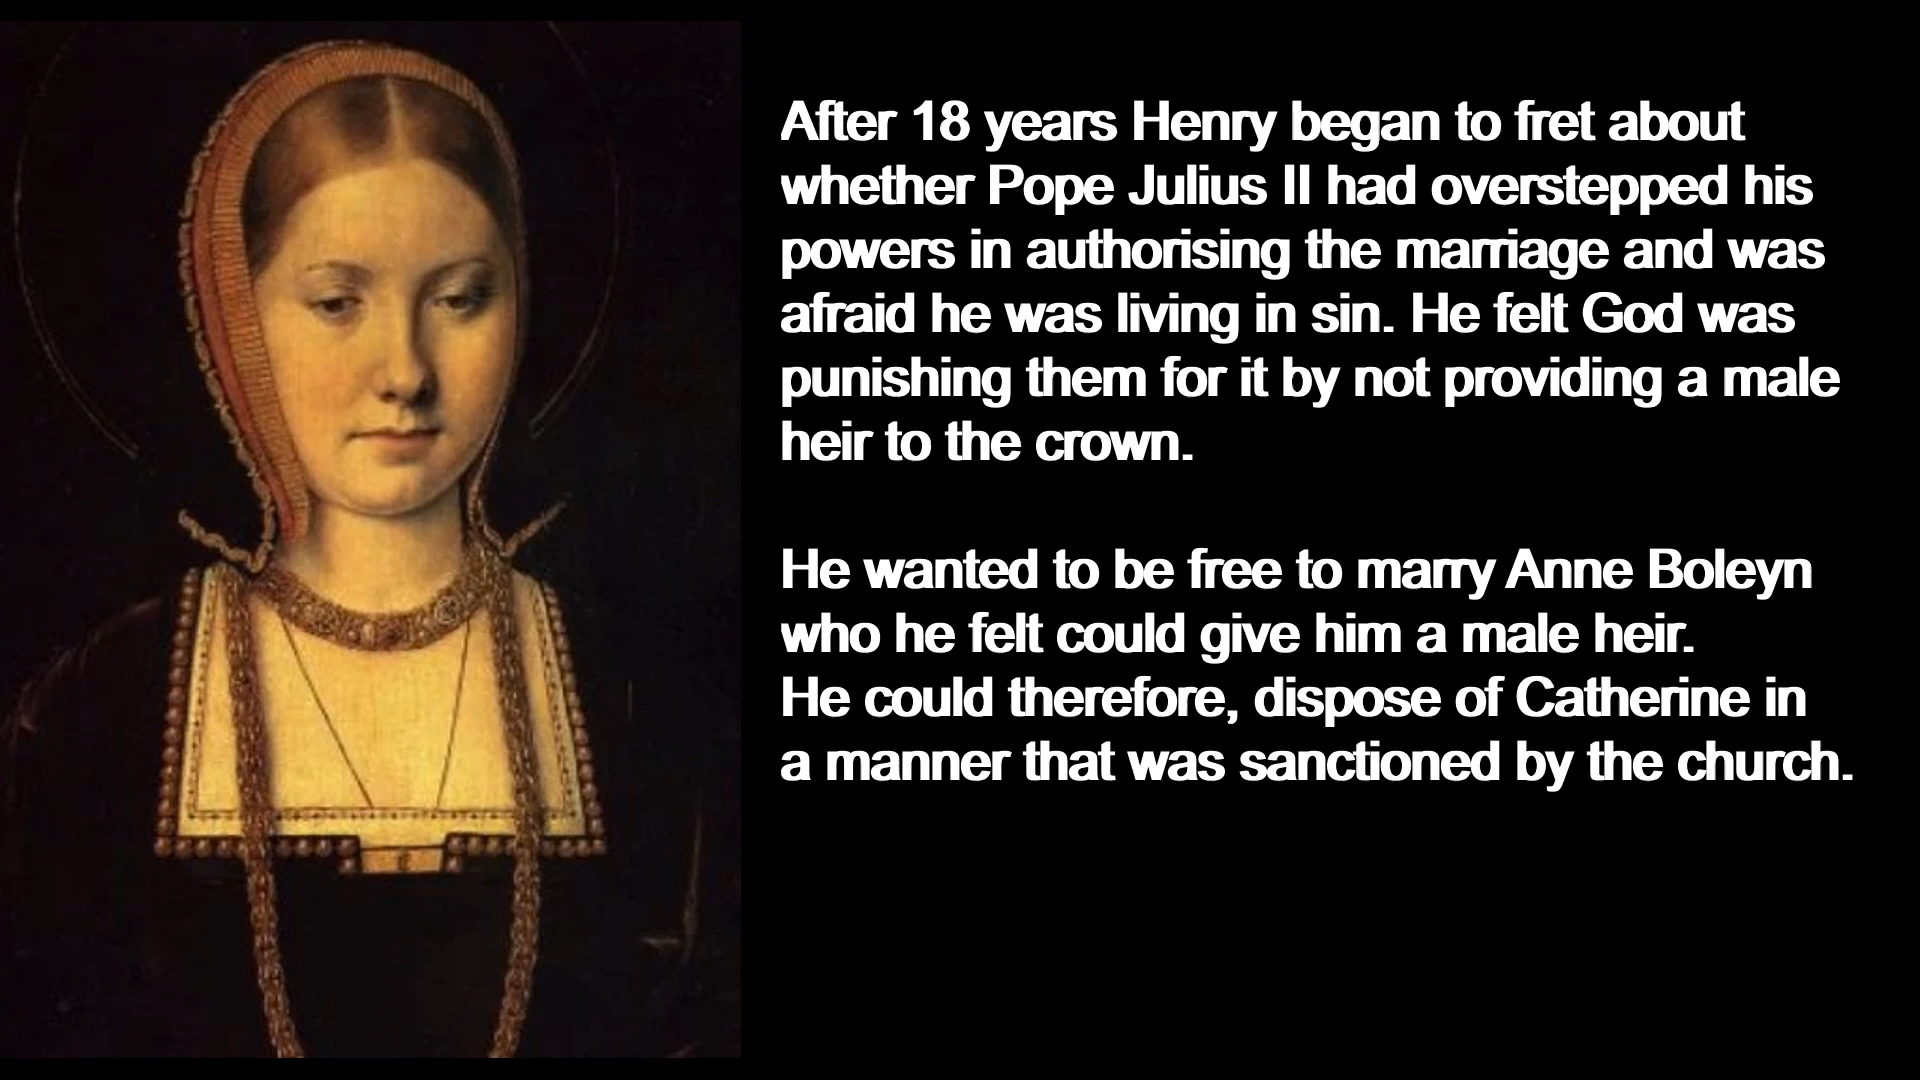 After 18 years Henry began to fret about
whether Pope Julius II had overstepped his
powers in authorising the marriage and was
afraid he was living in sin. He felt God was
punishing them for it by not providing a male
heir to the crown.
He wanted to be free to marry Anne Boleyn
who he felt could give him a male heir.
He could therefore, dispose of Catherine in
a manner that was sanctioned by the church.